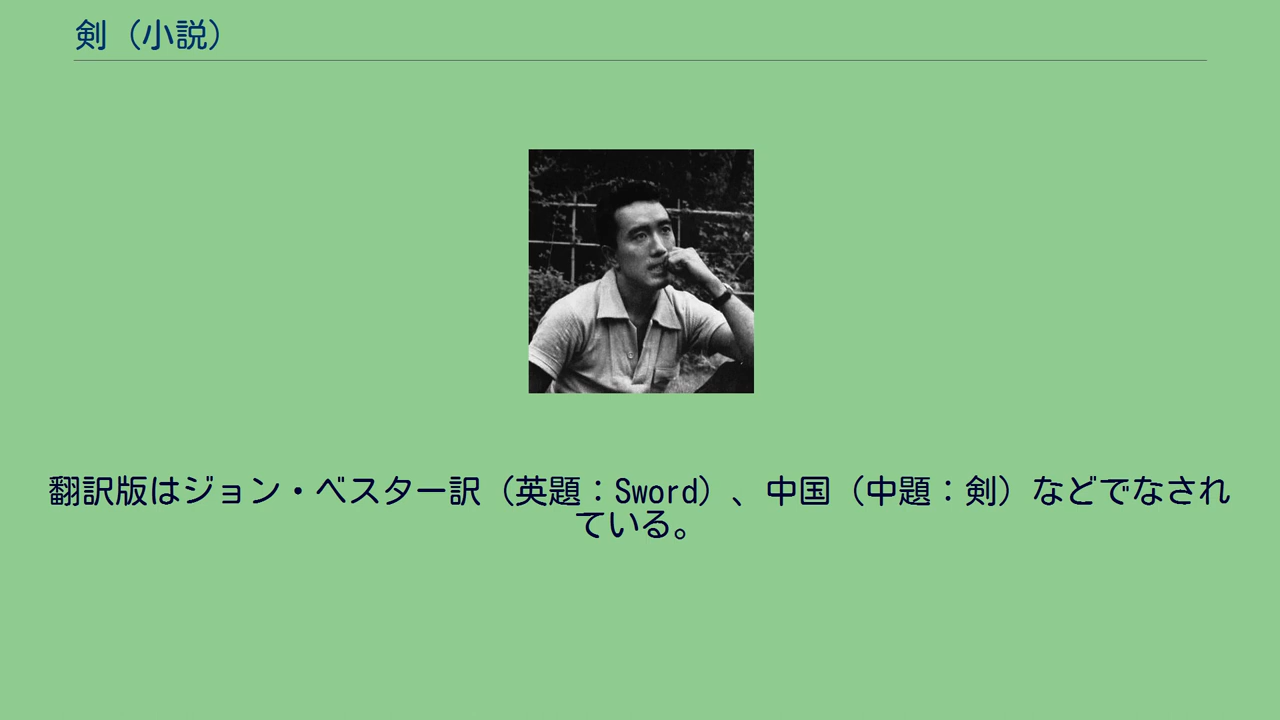 剣（小説）
翻訳版はジョン・ベスター訳（英題：Sword）、中国（中題：剣）などでなされ
ている。